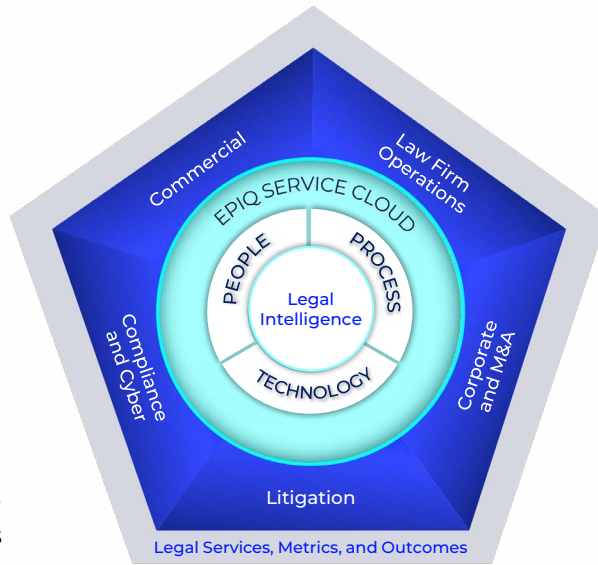 Commercial
Law Firm
Operations
EPIQ SERVICE CLOUD
PEOPLE
PROCESS
Legal
Intelligence
TECHNOLOGY
Compliance
and Cyber
Corporate
and M&A
Litigation
Legal Services, Metrics, and Outcomes